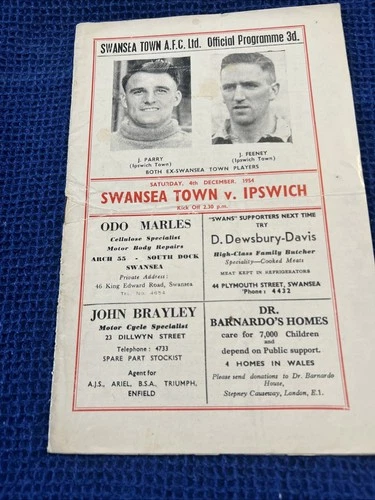 SWANSEA TOWN A.F.C. Ltd. Official Programme 3d.
J. PARRY
(Ipswich Town)
J. FEENEY
(Ipswich Town)
BOTH EX-SWANSEA TOWN PLAYERS
SATURDAY, 4th DECEMBER, 1954
SWANSEA TOWN v. IPSWICH
Kick Off 2.30 p.m.
ODO MARLES
Cellulose Specialist
Motor Body Repairs
ARCH 55 - SOUTH DOCK
SWANSEA
Private Address:
46 King Edward Road, Swansea
"SWANS" SUPPORTERS NEXT TIME
TRY
D. Dewsbury-Davis
High-Class Family Butcher
Speciality—Cooked Meats
MEAT KEPT IN REFRIGERATORS
44 PLYMOUTH STREET, SWANSEA
'Phone: 4432
JOHN BRAYLEY
Motor Cycle Specialist
23 DILLWYN STREET
Telephone: 4733
SPARE PART STOCKIST
Agent for
A.J.S., ARIEL, B.S.A., TRIUMPH,
ENFIELD
DR.
BARNARDO'S HOMES
care for 7,000 Children
and
depend on Public support.
4 HOMES IN WALES
Please send donations to Dr. Barnardo
House,
Stepney Causeway, London, E.1.